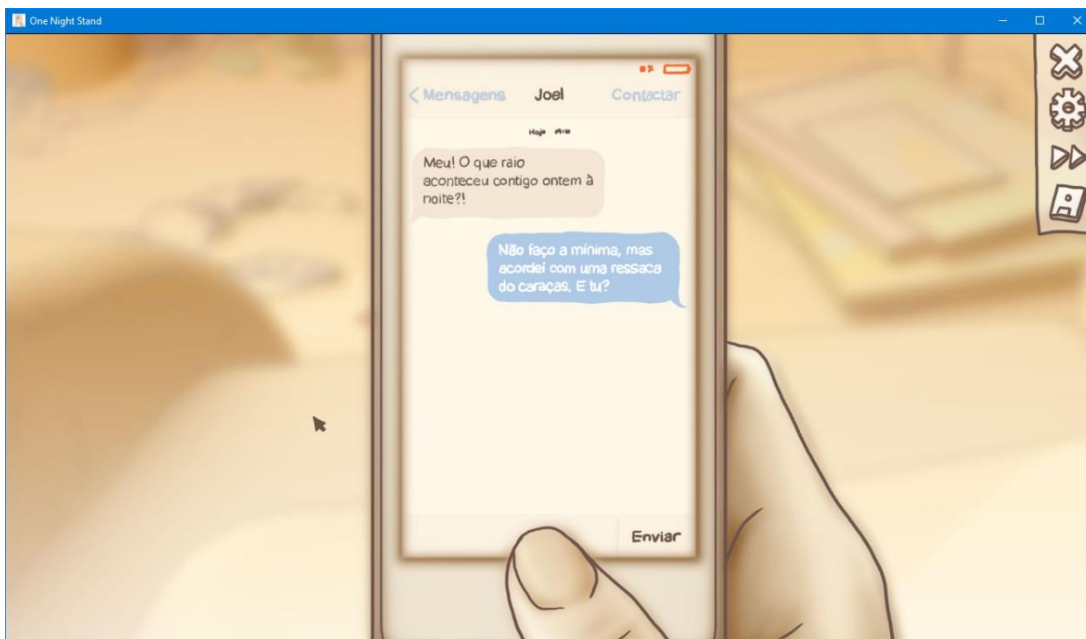 One Night Stand
Mensagens Joel Contactar
Hoje
Meu! O que raio
aconteceu contigo ontem à
noite?!
Não faço a mínima, mas
acordei com uma ressaca
do caraças. E tu?
Enviar